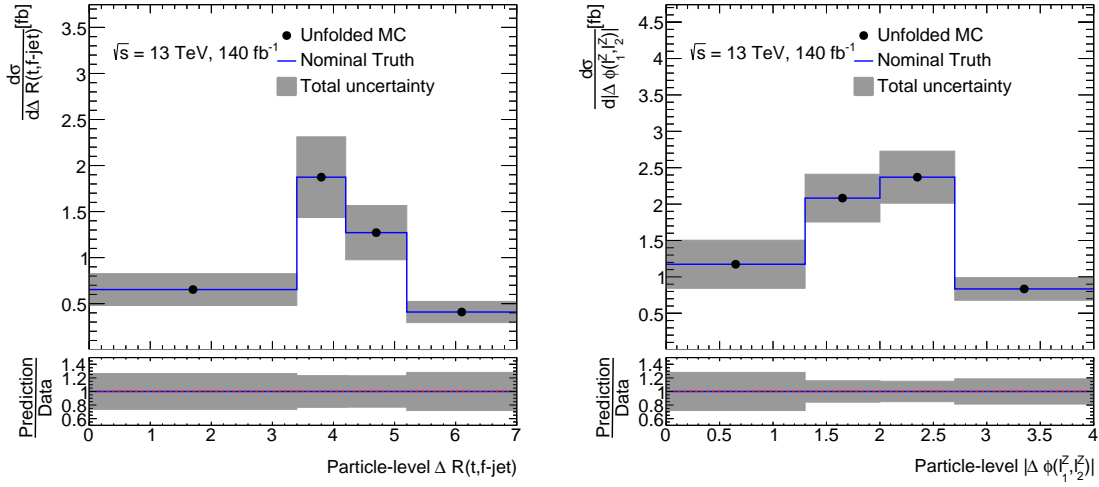 dσ
d∆ R(t,f-jet)
[fb]
3.5
3
2.5
2
1.5
1
0.5
√s = 13 TeV, 140 fb⁻¹
Unfolded MC
Nominal Truth
Total uncertainty
Prediction
Data
1.4
1.2
1
0.8
0.6
0 1 2 3 4 5 6 7
Particle-level ∆ R(t,f-jet)
dσ
d|∆ ϕ(l₁ᶻ,l₂ᶻ)|
[fb]
4.5
4
3.5
3
2.5
2
1.5
1
0.5
√s = 13 TeV, 140 fb⁻¹
Unfolded MC
Nominal Truth
Total uncertainty
Prediction
Data
1.4
1.2
1
0.8
0.6
0 0.5 1 1.5 2 2.5 3 3.5 4
Particle-level |∆ ϕ(l₁ᶻ,l₂ᶻ)|